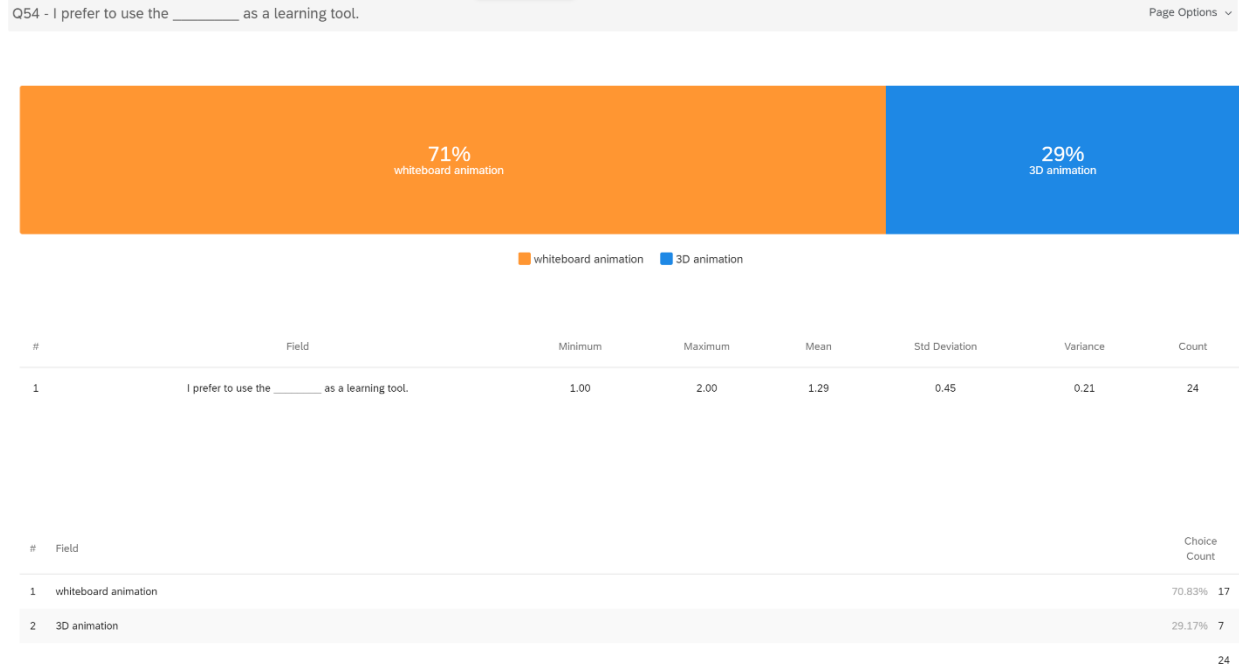 Q54 - I prefer to use the _________ as a learning tool. Page Options
71% 29%
whiteboard animation 3D animation
whiteboard animation 3D animation
# Field Minimum Maximum Mean Std Deviation Variance Count
1 I prefer to use the ________ as a learning tool. 1.00 2.00 1.29 0.45 0.21 24
# Field Choice Count
1 whiteboard animation 70.83% 17
2 3D animation 29.17% 7
24